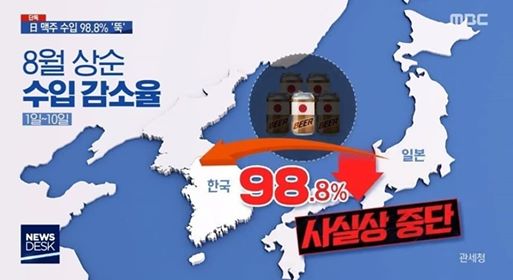 단독
日 맥주 수입 98.8% '뚝'
MBC
8월 상순
수입 감소율
1일~10일
BEER
BEER
BEER
일본
한국
98.8%
사실상 중단
NEWS
DESK
관세청